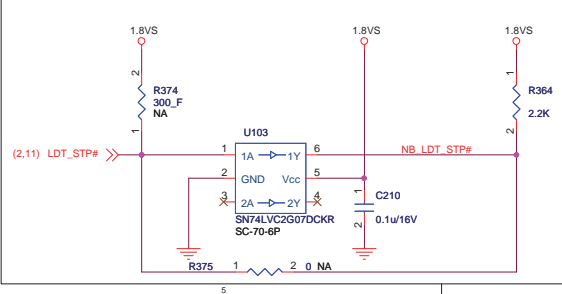 1.8VS 1.8VS 1.8VS
2 1
R374 R364
300_F
NA 2.2K
1 2
U103
(2,11) LDT_STP# 1 1A 1Y 6 NB_LDT_STP#
2 GND Vcc 5
3 2A 2Y 4
1 C210
SN74LVC2G07DCKR 0.1u/16V
SC-70-6P 2
R375 1 2 0 NA
5